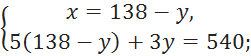 x = 138 − y,
5(138 − y) + 3y = 540;